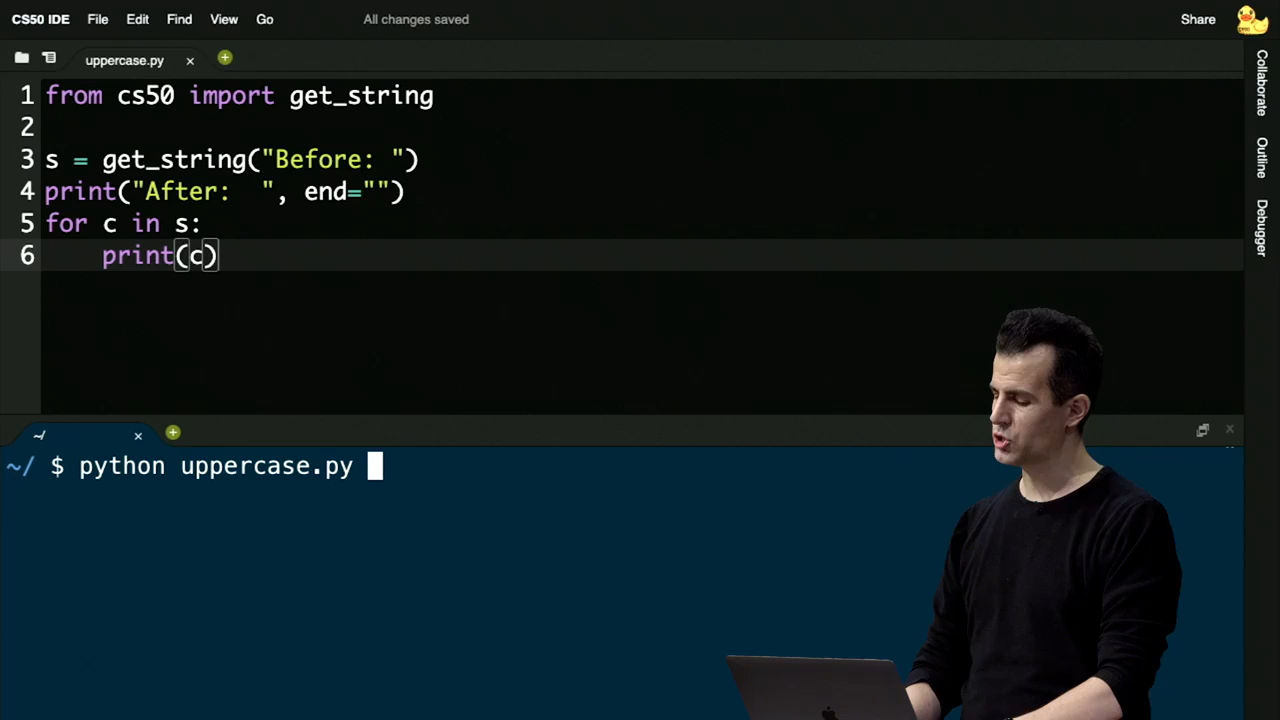 CS50 IDE File Edit Find View Go All changes saved Share
uppercase.py
1 from cs50 import get_string
2
3 s = get_string("Before: ")
4 print("After:  ", end="")
5 for c in s:
6     print(c)
Collaborate
Outline
Debugger
~/
~/ $ python uppercase.py